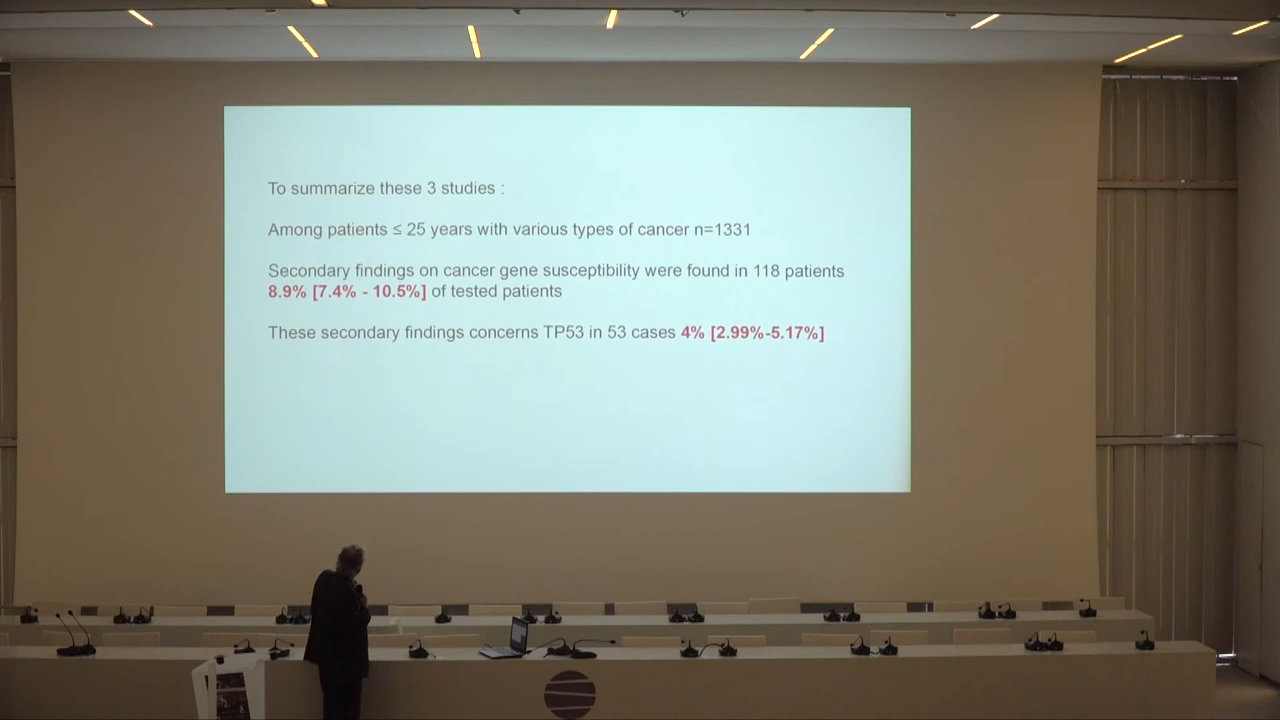 To summarize these 3 studies :
Among patients ≤ 25 years with various types of cancer n=1331
Secondary findings on cancer gene susceptibility were found in 118 patients
8.9% [7.4% - 10.5%] of tested patients
These secondary findings concerns TP53 in 53 cases 4% [2.99%-5.17%]